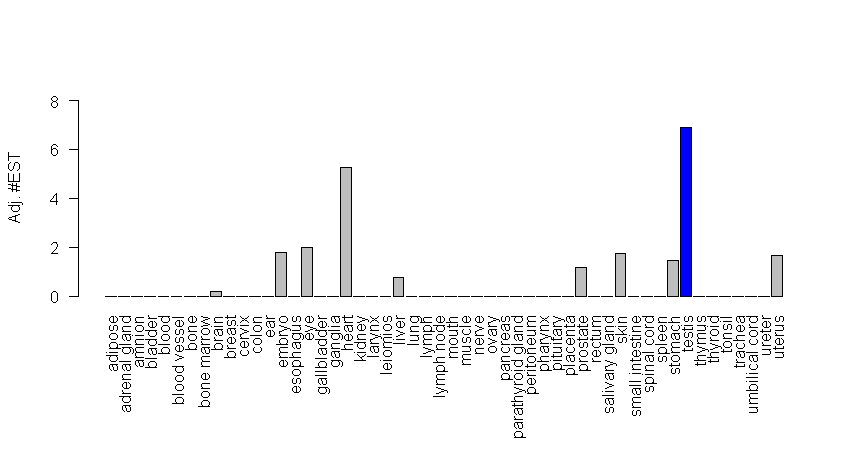 8
6
4
2
0
Adj. #EST
adipose
adrenal gland
amnion
bladder
blood
blood vessel
bone
bone marrow
brain
breast
cervix
colon
ear
embryo
esophagus
eye
gallbladder
ganglia
heart
kidney
larynx
leiomios
liver
lung
lymph
lymph node
mouth
muscle
nerve
ovary
pancreas
parathyroid gland
peritoneum
pharynx
pituitary
placenta
prostate
rectum
salivary gland
skin
small intestine
spinal cord
spleen
stomach
testis
thymus
thyroid
tonsil
trachea
umbilical cord
ureter
uterus